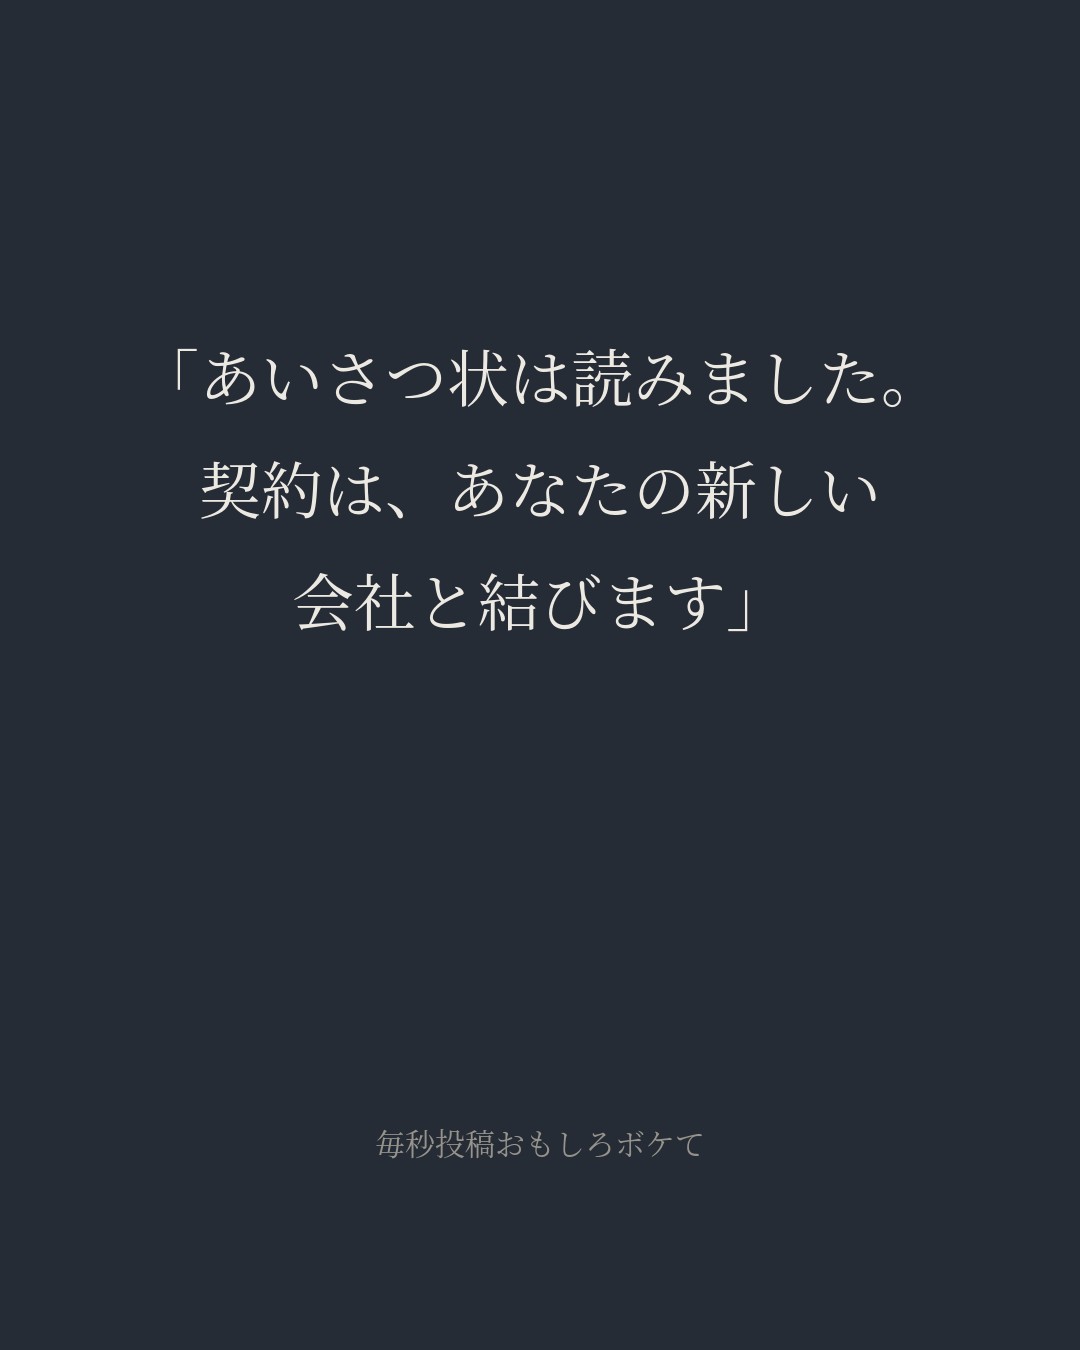 「あいさつ状は読みました。
契約は、あなたの新しい
会社と結びます」
毎秒投稿おもしろボケて